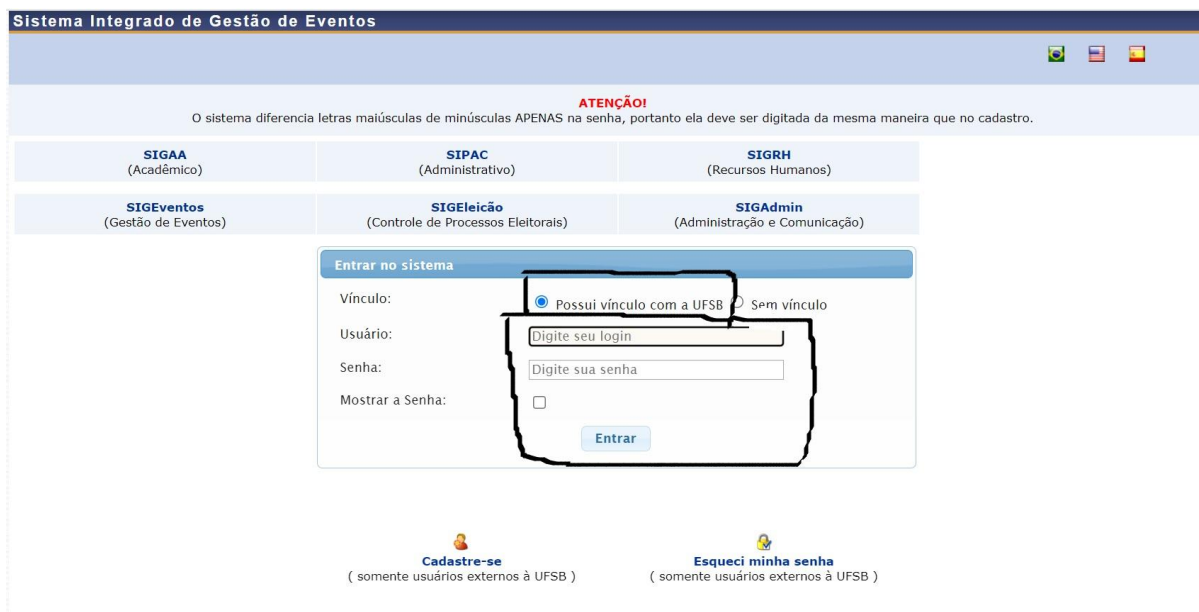 Sistema Integrado de Gestão de Eventos
ATENÇÃO!
O sistema diferencia letras maiúsculas de minúsculas APENAS na senha, portanto ela deve ser digitada da mesma maneira que no cadastro.
SIGAA SIPAC SIGRH
(Acadêmico) (Administrativo) (Recursos Humanos)
SIGEventos SIGEleicão SIGAdmin
(Gestão de Eventos) (Controle de Processos Eleitorais) (Administração e Comunicação)
Entrar no sistema
Vínculo: Possui vínculo com a UFSB Sem vínculo
Usuário: Digite seu login
Senha: Digite sua senha
Mostrar a Senha:
Entrar
Cadastre-se Esqueci minha senha
( somente usuários externos à UFSB ) ( somente usuários externos à UFSB )